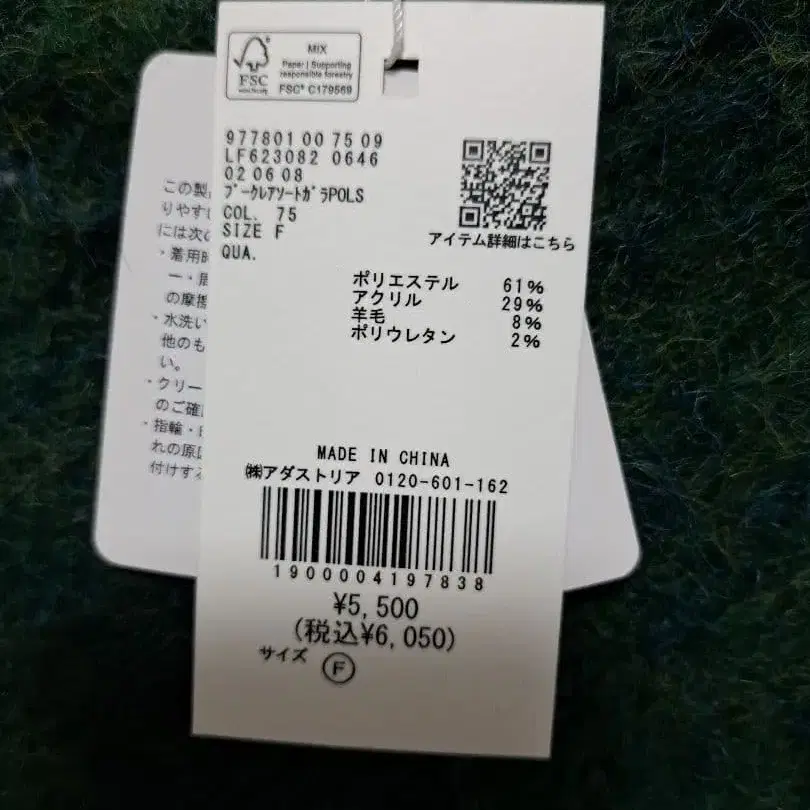 FSC
MIX
Paper | Supporting
responsible forestry
FSC® C179569
977801 00 75 09
LF623082 0646
02 06 08
ブークレアソートガラPOLS
COL. 75
SIZE F
QUA.
アイテム詳細はこちら
ポリエステル 61%
アクリル 29%
羊毛 8%
ポリウレタン 2%
MADE IN CHINA
㈱アダストリア 0120-601-162
1900004197838
¥5,500
(税込¥6,050)
サイズ Ⓕ
この製
りやす
には次
・着用時
ー・
の摩擦
・水洗い
他のも
い。
・クリー
のご確
・指輪・
れの原因
付けす